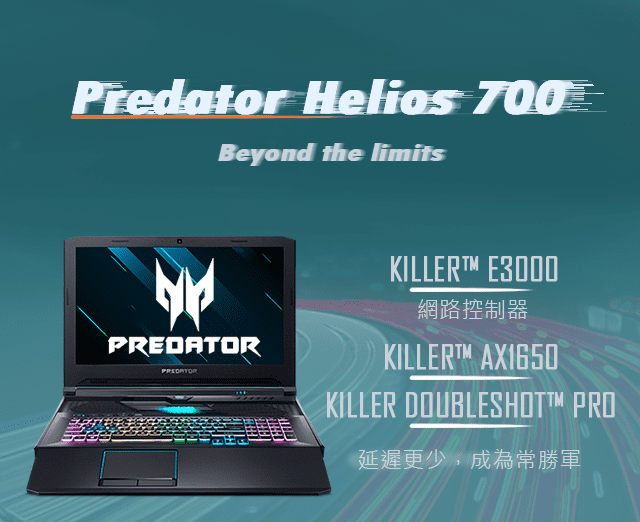 Predator Helios 700
Beyond the limits
KILLER™ E3000
網路控制器
KILLER™ AX1650
KILLER DOUBLESHOT™ PRO
延遲更少，成為常勝軍
PREDATOR
PREDATOR